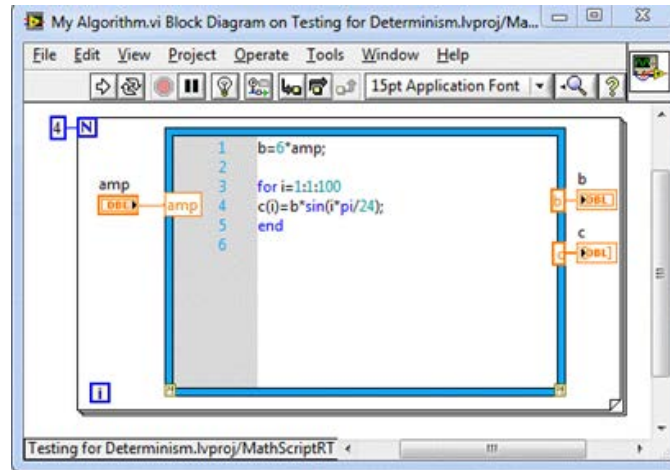 My Algorithm.vi Block Diagram on Testing for Determinism.lvproj/Ma...
File Edit View Project Operate Tools Window Help
15pt Application Font
4 N
amp
DBL
amp
1 b=6*amp;
2
3 for i=1:1:100
4 c(i)=b*sin(i*pi/24);
5 end
6
b
b
DBL
c
c
[DBL]
i
Testing for Determinism.lvproj/MathScriptRT